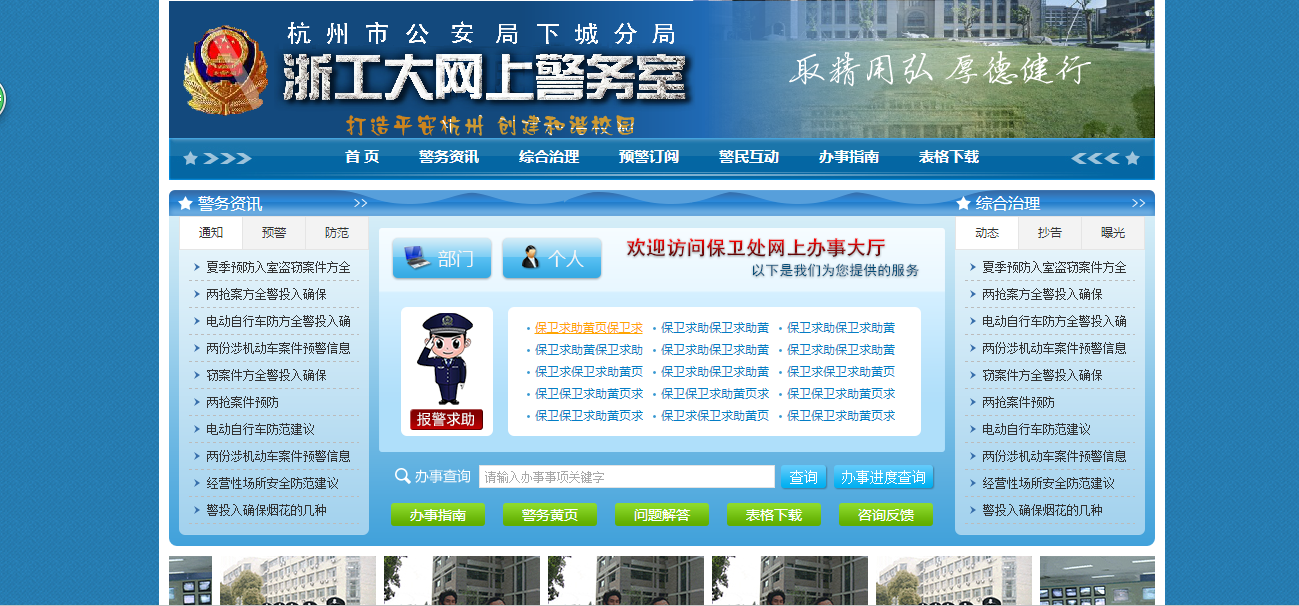 杭州市公安局下城分局
浙工大网上警务室
打造平安杭州 创建和谐校园
取精用弘 厚德健行
首 页 警务资讯 综合治理 预警订阅 警民互动 办事指南 表格下载
警务资讯 >>
通知 预警 防范
夏季预防入室盗窃案件方全
两抢案方全警投入确保
电动自行车防方全警投入确
两份涉机动车案件预警信息
窃案件方全警投入确保
两抢案件预防
电动自行车防范建议
两份涉机动车案件预警信息
经营性场所安全防范建议
警投入确保烟花的几种
部门 个人
欢迎访问保卫处网上办事大厅
以下是我们为您提供的服务
报警求助
保卫求助黄页保卫求 保卫求助保卫求助黄 保卫求助保卫求助黄
保卫求助黄保卫求助 保卫求助保卫求助黄 保卫求助保卫求助黄
保卫求保卫求助黄页 保卫求助保卫求助黄 保卫求保卫求助黄页
保卫保卫求助黄页求 保卫保卫求助黄页求 保卫保卫求助黄页求
保卫保卫求助黄页求 保卫求保卫求助黄页 保卫保卫求助黄页求
办事查询 请输入办事事项关键字 查询 办事进度查询
办事指南 警务黄页 问题解答 表格下载 咨询反馈
综合治理 >>
动态 抄告 曝光
夏季预防入室盗窃案件方全
两抢案方全警投入确保
电动自行车防方全警投入确
两份涉机动车案件预警信息
窃案件方全警投入确保
两抢案件预防
电动自行车防范建议
两份涉机动车案件预警信息
经营性场所安全防范建议
警投入确保烟花的几种